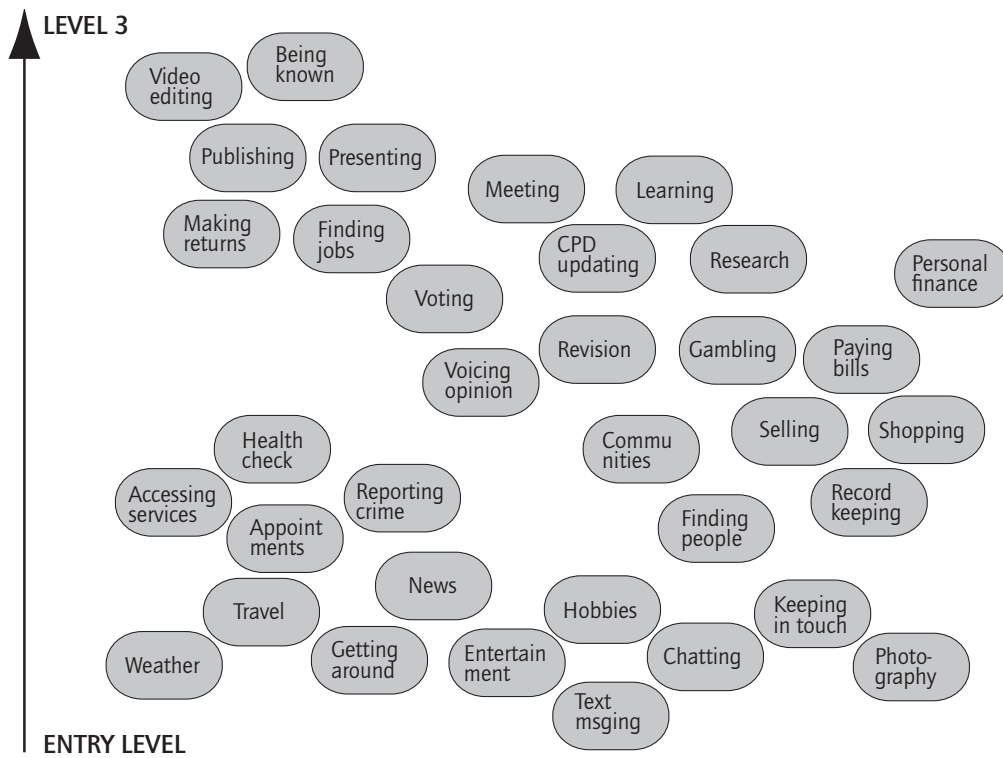 LEVEL 3
Being
known
Video
editing
Publishing
Presenting
Meeting
Learning
Making
returns
Finding
jobs
CPD
updating
Research
Personal
finance
Voting
Revision
Gambling
Paying
bills
Voicing
opinion
Health
check
Commu
nities
Selling
Shopping
Accessing
services
Reporting
crime
Record
keeping
Appoint
ments
Finding
people
News
Travel
Hobbies
Keeping
in touch
Weather
Getting
around
Entertain
ment
Chatting
Photo-
graphy
Text
msging
ENTRY LEVEL